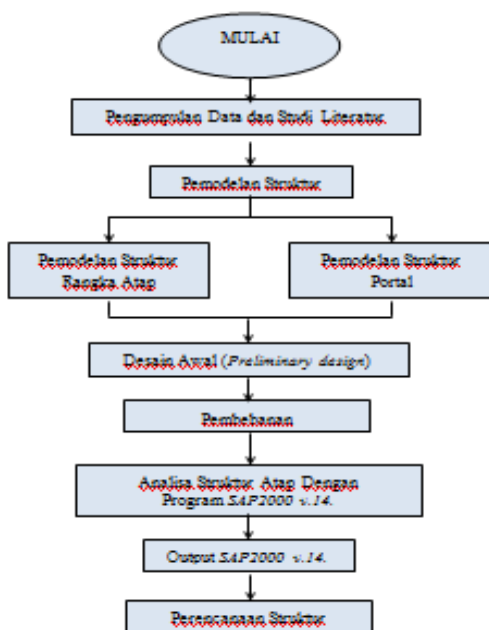 MULAI
Pengumpulan Data dan Studi Literatur
Pemodelan Struktur
Pemodelan Struktur
Rangka Atap
Pemodelan Struktur
Portal
Desain Awal (Preliminary design)
Pembebanan
Analisa Struktur Atap Dengan
Program SAP2000 v.14.
Output SAP2000 v.14.
Perencanaan Struktur